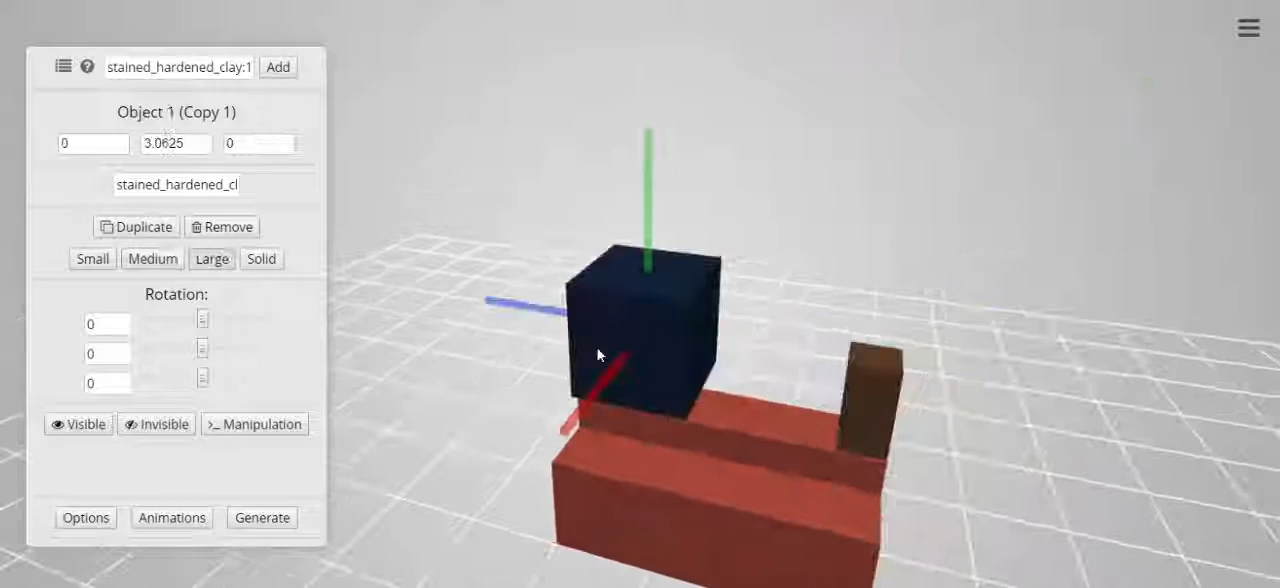 stained_hardened_clay:1
Add
Object 1 (Copy 1)
0 3.0625 0
stained_hardened_cl
Duplicate Remove
Small Medium Large Solid
Rotation:
0
0
0
Visible Invisible >_ Manipulation
Options Animations Generate